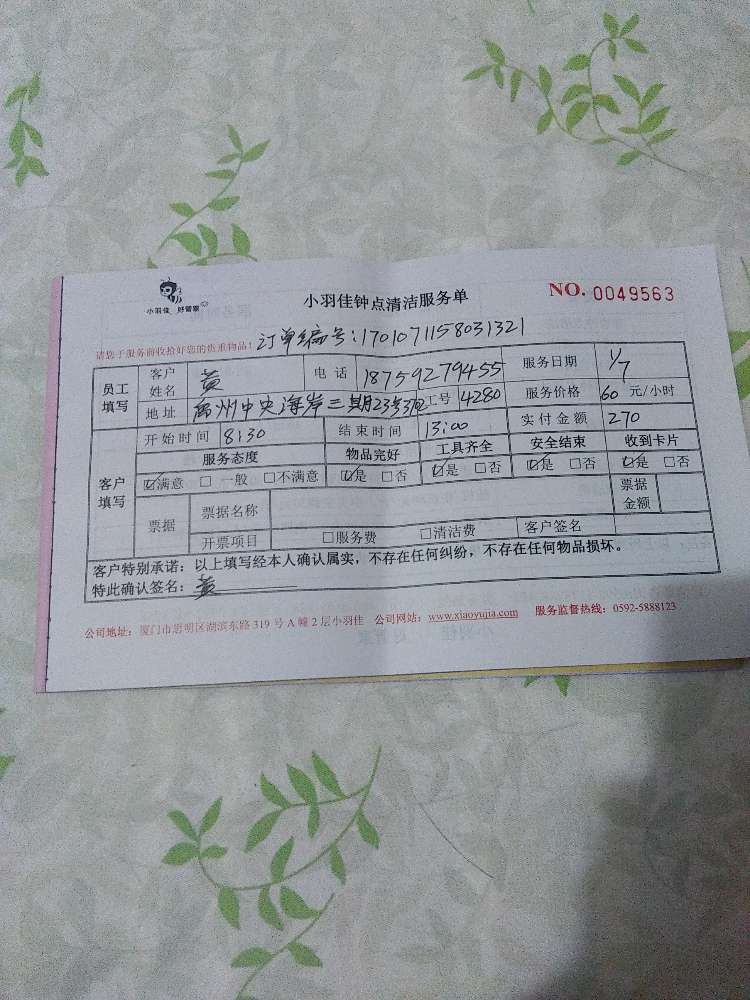 小羽佳 好管家
小羽佳钟点清洁服务单
NO. 0049563
请您于服务前收拾好您的贵重物品！
订单编号:1701071158031321
员工填写 客户姓名 黄 电话 18759279455 服务日期 1/7
地址 禹州中央海岸三期23号3702 工号 4280 服务价格 60 元/小时
客户填写 开始时间 8:30 结束时间 13:00 实付金额 270
服务态度 物品完好 工具齐全 安全结束 收到卡片
☑满意 □一般 □不满意 ☑是 □否 ☑是 □否 ☑是 □否 ☑是 □否
票据 票据名称 票据金额
开票项目 □服务费 □清洁费 客户签名
客户特别承诺：以上填写经本人确认属实，不存在任何纠纷，不存在任何物品损坏。
特此确认签名：黄
公司地址：厦门市思明区湖滨东路 319 号 A 幢 2 层小羽佳 公司网站：www.xiaoyujia.com 服务监督热线：0592-5888123